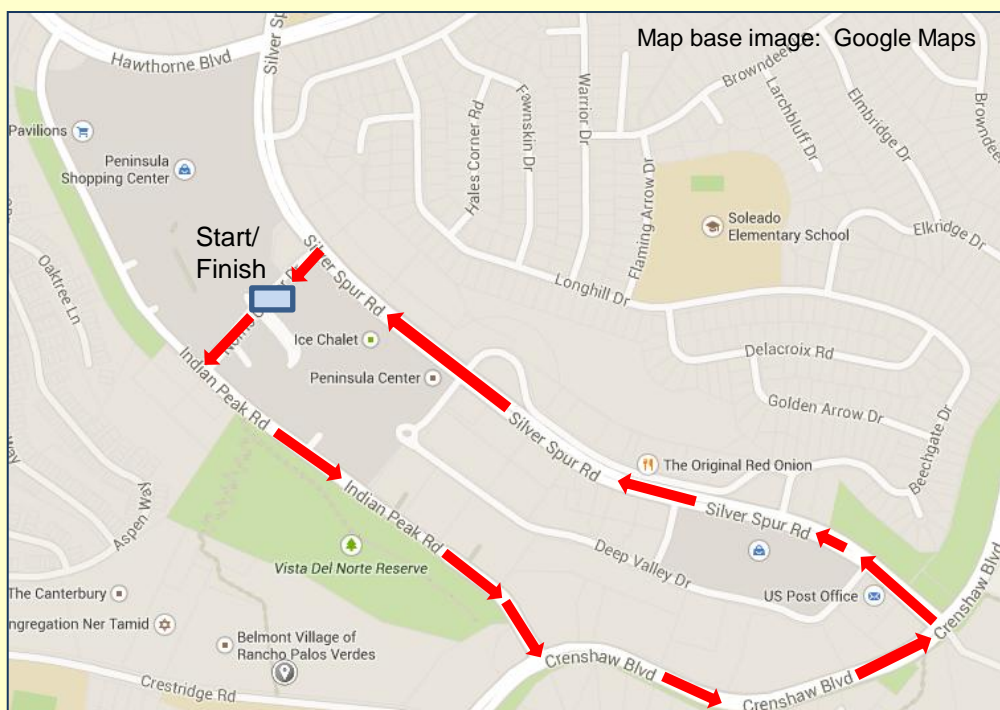 Map base image: Google Maps
Silver Sp
Hawthorne Blvd
Pavilions
Peninsula
Shopping Center
Hales Corner Rd
Fawnskin Dr
Warrior Dr
Browndee
Larchbluff Dr
Elmbridge Dr
Browndee
Flaming Arrow Dr
Soleado
Elementary School
Elkridge Dr
Oaktree Ln
Start/
Finish
Silver Spur Rd
Longhill Dr
Ice Chalet
Peninsula Center
Delacroix Rd
Golden Arrow Dr
Beechgate Dr
Indian Peak Rd
Silver Spur Rd
The Original Red Onion
Way
Aspen Way
Indian Peak Rd
Silver Spur Rd
Vista Del Norte Reserve
Deep Valley Dr
US Post Office
Crenshaw Blvd
The Canterbury
ngregation Ner Tamid
Belmont Village of
Rancho Palos Verdes
Crestridge Rd
Crenshaw Blvd
Crenshaw Blvd